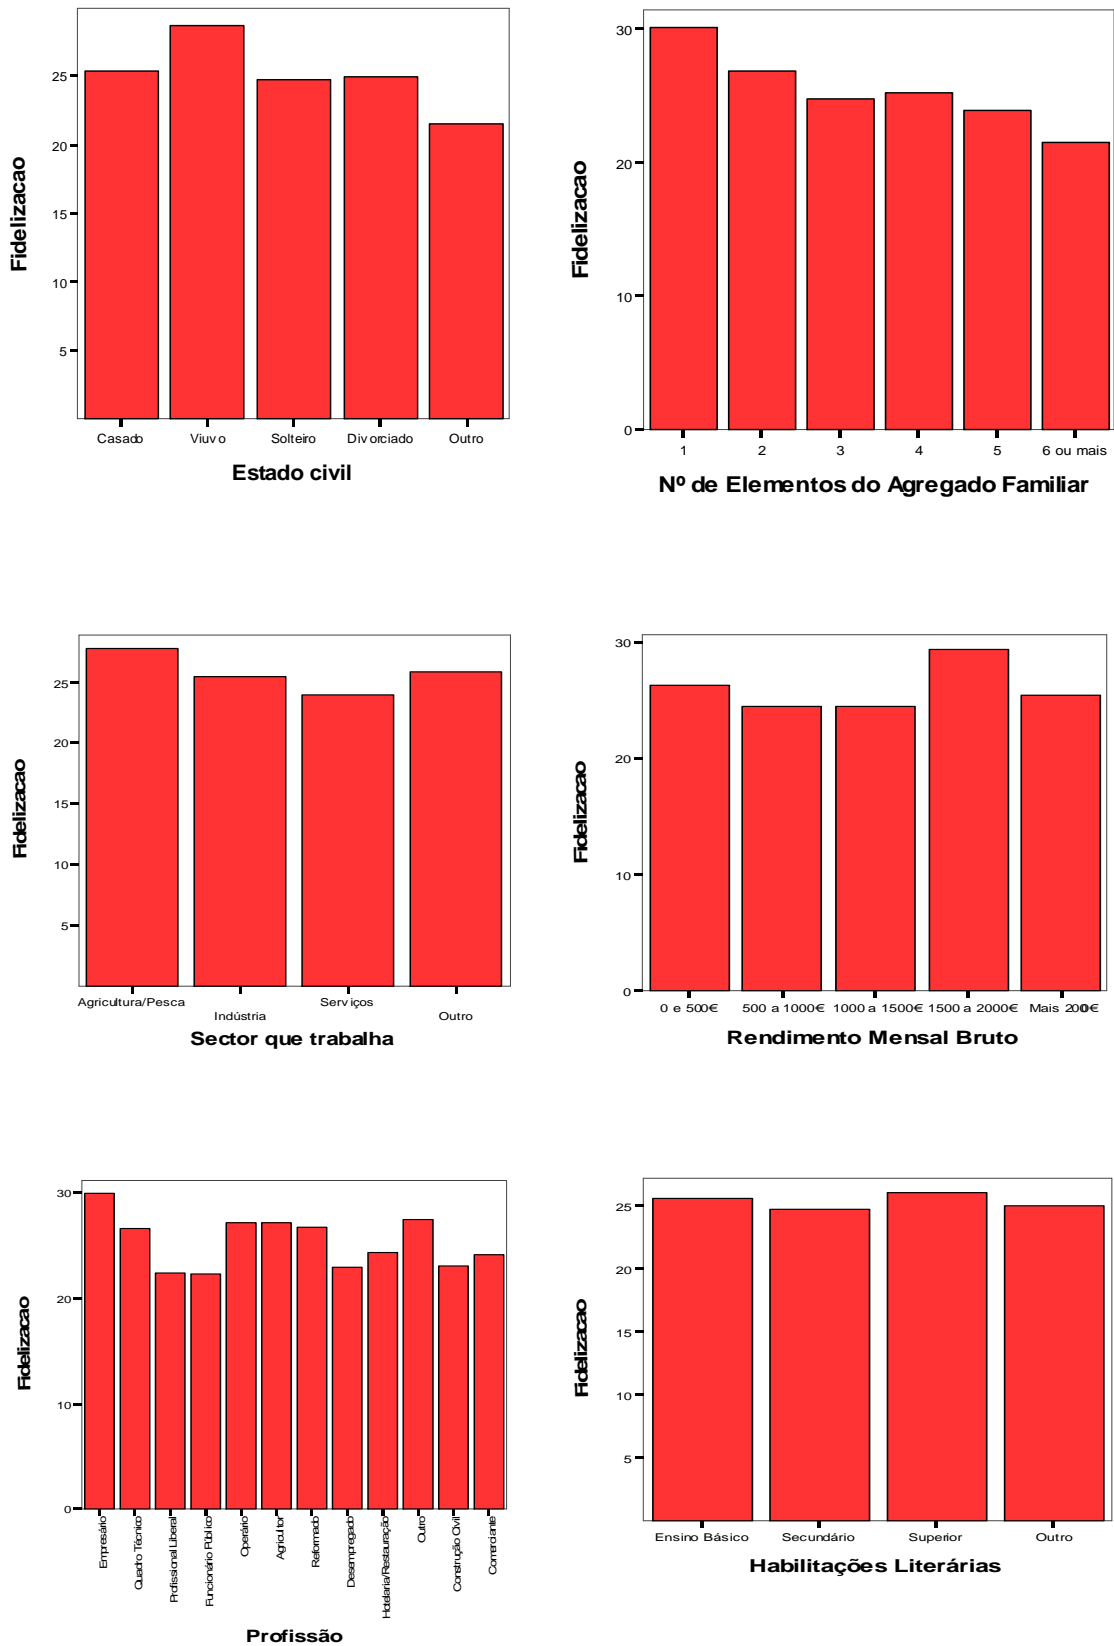 Fidelizacao
25
20
15
10
5
Casado Viuvo Solteiro Divorciado Outro
Estado civil
Fidelizacao
30
20
10
0
1 2 3 4 5 6 ou mais
Nº de Elementos do Agregado Familiar
Fidelizacao
25
20
15
10
5
Agricultura/Pesca Indústria Serviços Outro
Sector que trabalha
Fidelizacao
30
20
10
0
0 e 500€ 500 a 1000€ 1000 a 1500€ 1500 a 2000€ Mais 200€
Rendimento Mensal Bruto
Fidelizacao
30
20
10
0
Empresário
Quadro Técnico
Profissional Liberal
Funcionário Público
Operário
Agricultor
Reformado
Desempregado
Hotelaria/Restauração
Outro
Construção Civil
Comerciante
Profissão
Fidelizacao
25
20
15
10
5
Ensino Básico Secundário Superior Outro
Habilitações Literárias